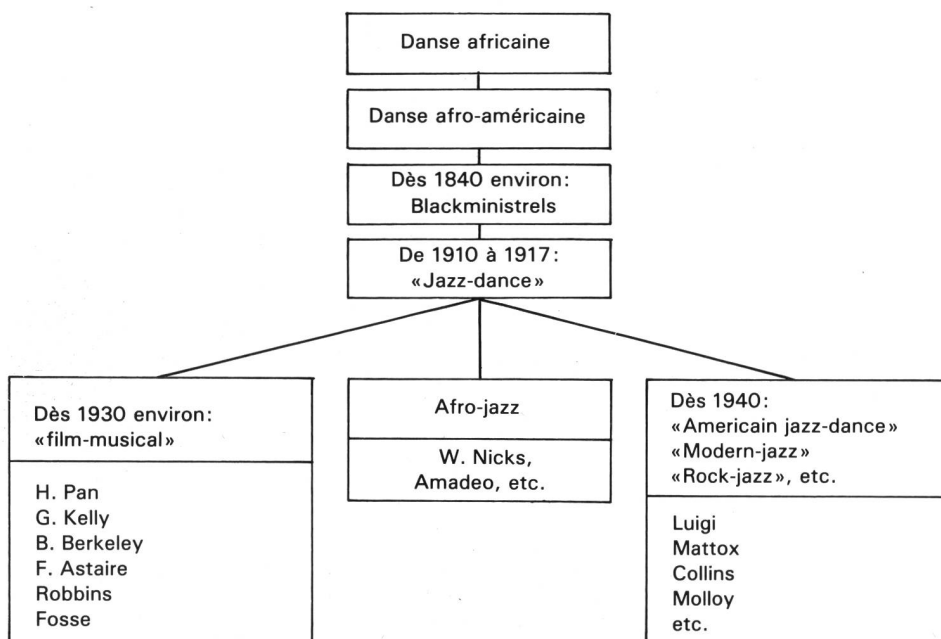 Danse africaine
Danse afro-américaine
Dès 1840 environ:
Blackministrels
De 1910 à 1917:
«Jazz-dance»
Dès 1930 environ:
«film-musical»
H. Pan
G. Kelly
B. Berkeley
F. Astaire
Robbins
Fosse
Afro-jazz
W. Nicks,
Amadeo, etc.
Dès 1940:
«Americain jazz-dance»
«Modern-jazz»
«Rock-jazz», etc.
Luigi
Mattox
Collins
Molloy
etc.